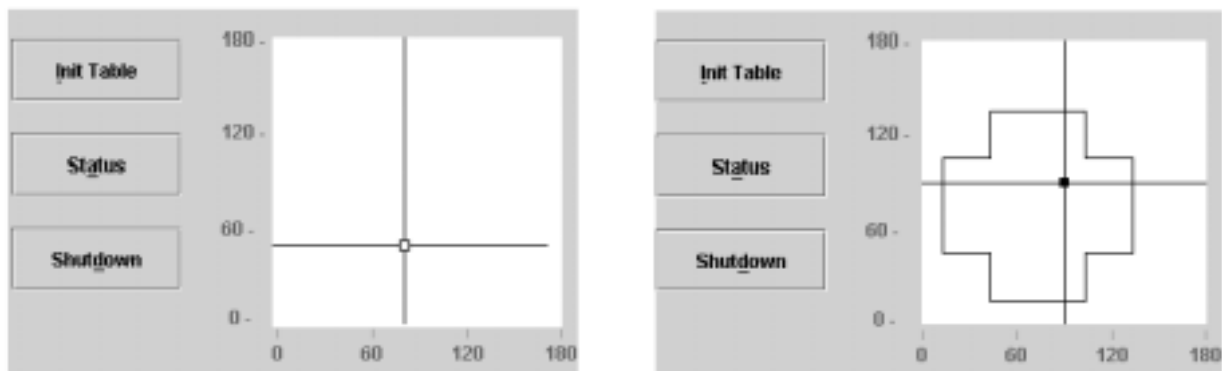 180 -
Init Table
120 -
Status
60 -
Shutdown
0 -
0 60 120 180
180 -
Init Table
120 -
Status
60 -
Shutdown
0 -
0 60 120 180